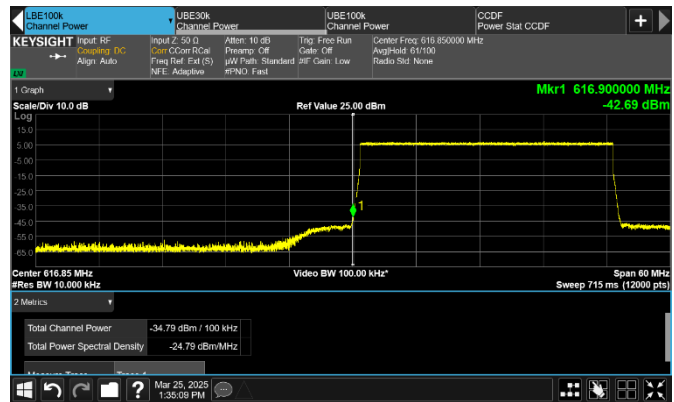 LBE100k
Channel Power
UBE30k
Channel Power
UBE100k
Channel Power
CCDF
Power Stat CCDF
KEYSIGHT
Input: RF
Coupling: DC
Align: Auto
LXI
Input Z: 50 Ω
Corr CCorr RCal
Freq Ref: Ext (S)
NFE: Adaptive
Atten: 10 dB
Preamp: Off
µW Path: Standard
#PNO: Fast
Trig: Free Run
Gate: Off
#IF Gain: Low
Center Freq: 616.850000 MHz
Avg|Hold: 61/100
Radio Std: None
1 Graph
Mkr1 616.900000 MHz
Scale/Div 10.0 dB
Ref Value 25.00 dBm
-42.69 dBm
Log
15.0
5.00
-5.00
-15.0
-25.0
-35.0
1
-45.0
-55.0
-65.0
Center 616.85 MHz
Video BW 100.00 kHz*
Span 60 MHz
#Res BW 10.000 kHz
Sweep 715 ms (12000 pts)
2 Metrics
Total Channel Power -34.79 dBm / 100 kHz
Total Power Spectral Density -24.79 dBm/MHz
Measure Trace Trace 1
?
Mar 25, 2025
1:35:09 PM